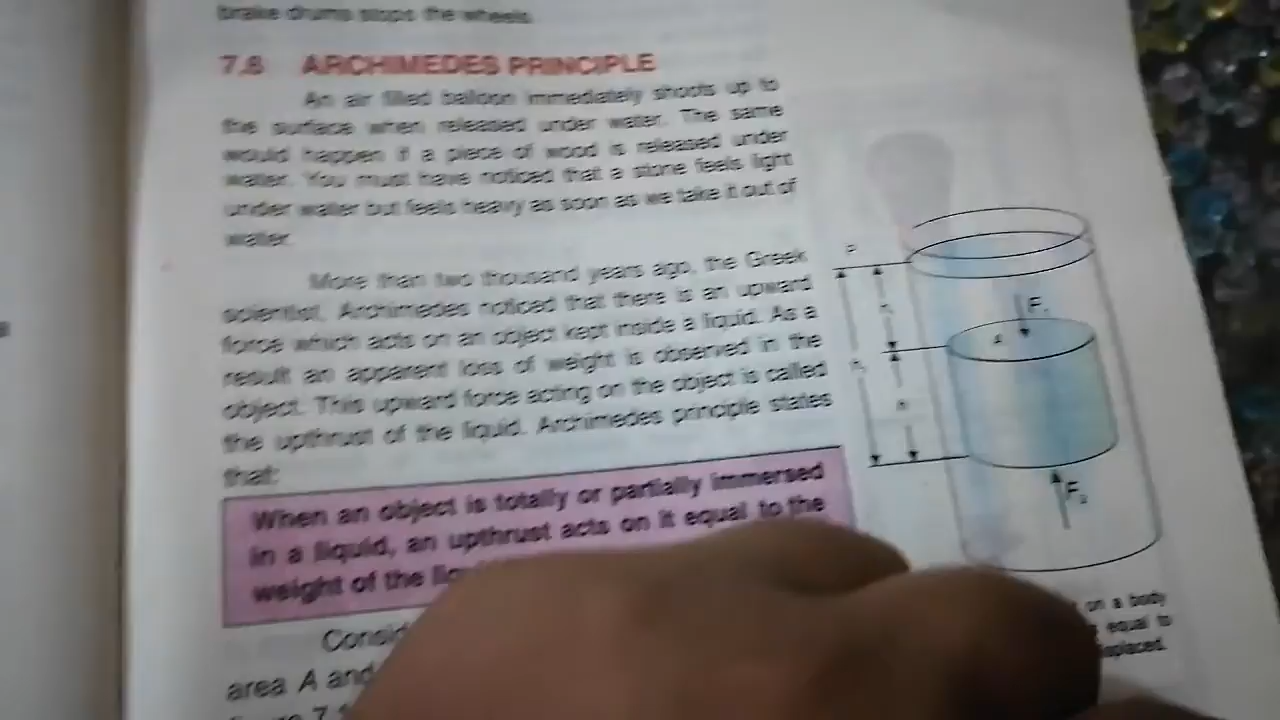 brake drums stops the wheels.
7.6 ARCHIMEDES PRINCIPLE
An air filled balloon immediately shoots up to
the surface when released under water. The same
would happen if a piece of wood is released under
water. You must have noticed that a stone feels light
under water but feels heavy as soon as we take it out of
water.
More than two thousand years ago, the Greek
scientist, Archimedes noticed that there is an upward
force which acts on an object kept inside a liquid. As a
result an apparent loss of weight is observed in the
object. This upward force acting on the object is called
the upthrust of the liquid. Archimedes principle states
that:
When an object is totally or partially immersed
in a liquid, an upthrust acts on it equal to the
weight of the
area A and
P
F₁
A
h
F₂
on a body
equal to
displaced.